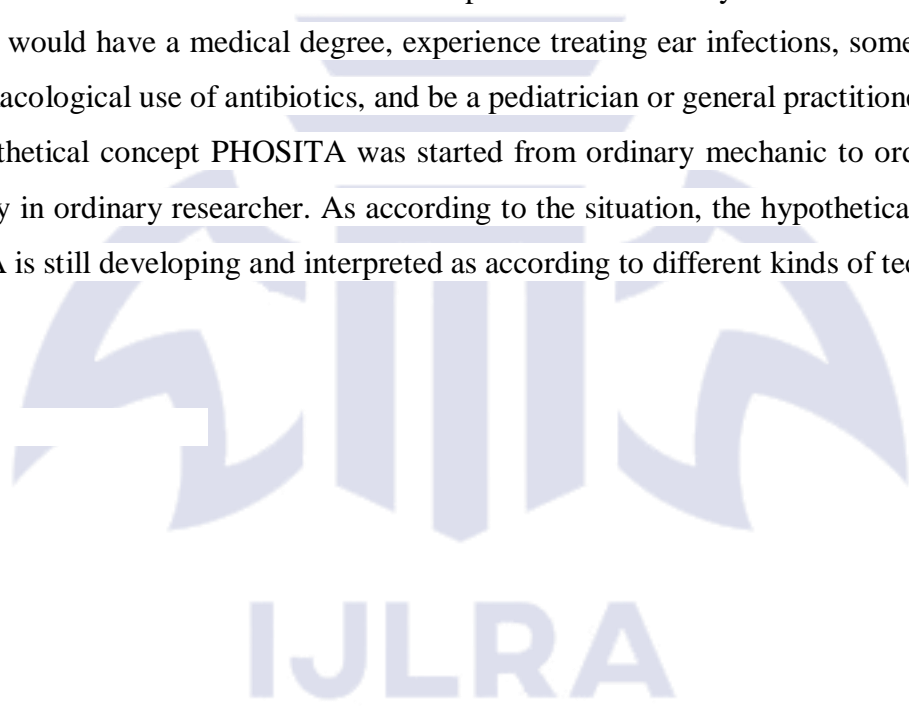 would have a medical degree, experience treating ear infections, some
acological use of antibiotics, and be a pediatrician or general practitione
thetical concept PHOSITA was started from ordinary mechanic to ord
y in ordinary researcher. As according to the situation, the hypothetica
A is still developing and interpreted as according to different kinds of tec
IJLRA